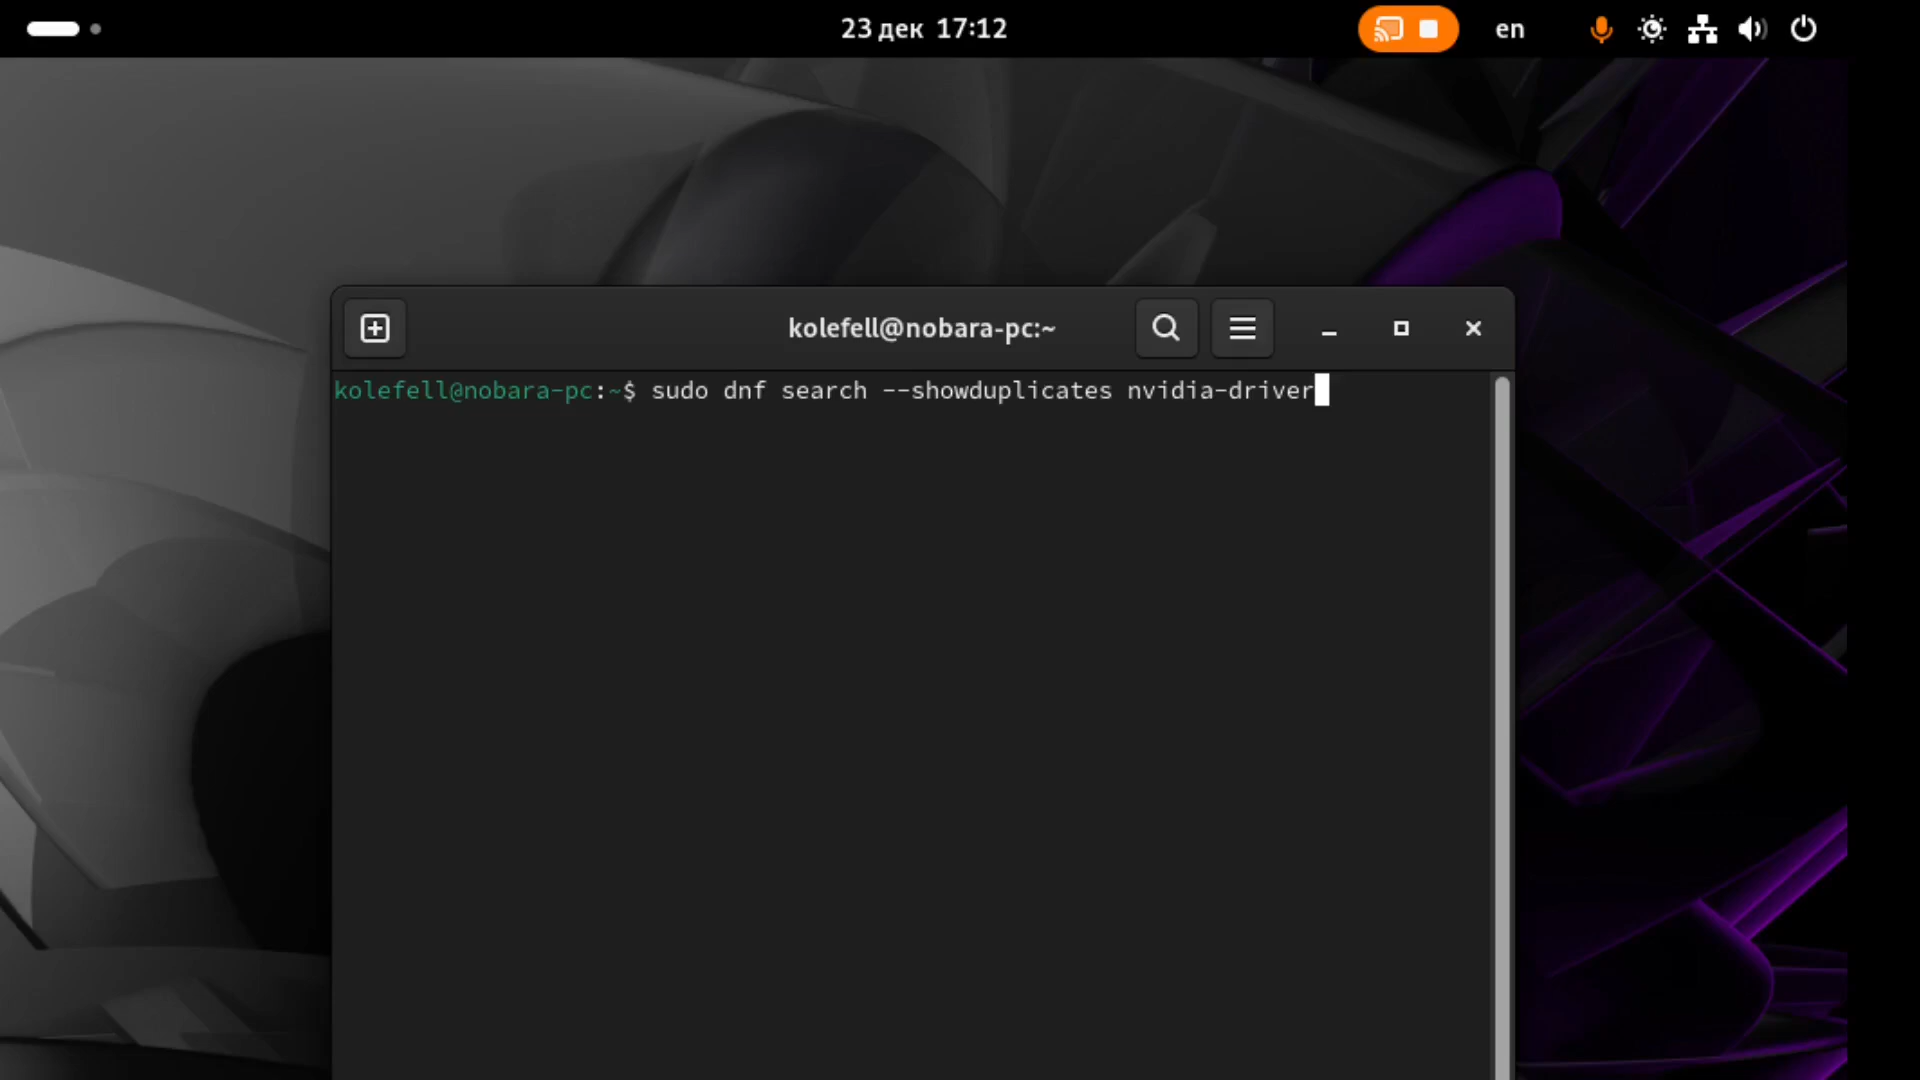 23 дек 17:12
en
kolefell@nobara-pc:~
kolefell@nobara-pc:~$ sudo dnf search --showduplicates nvidia-driver